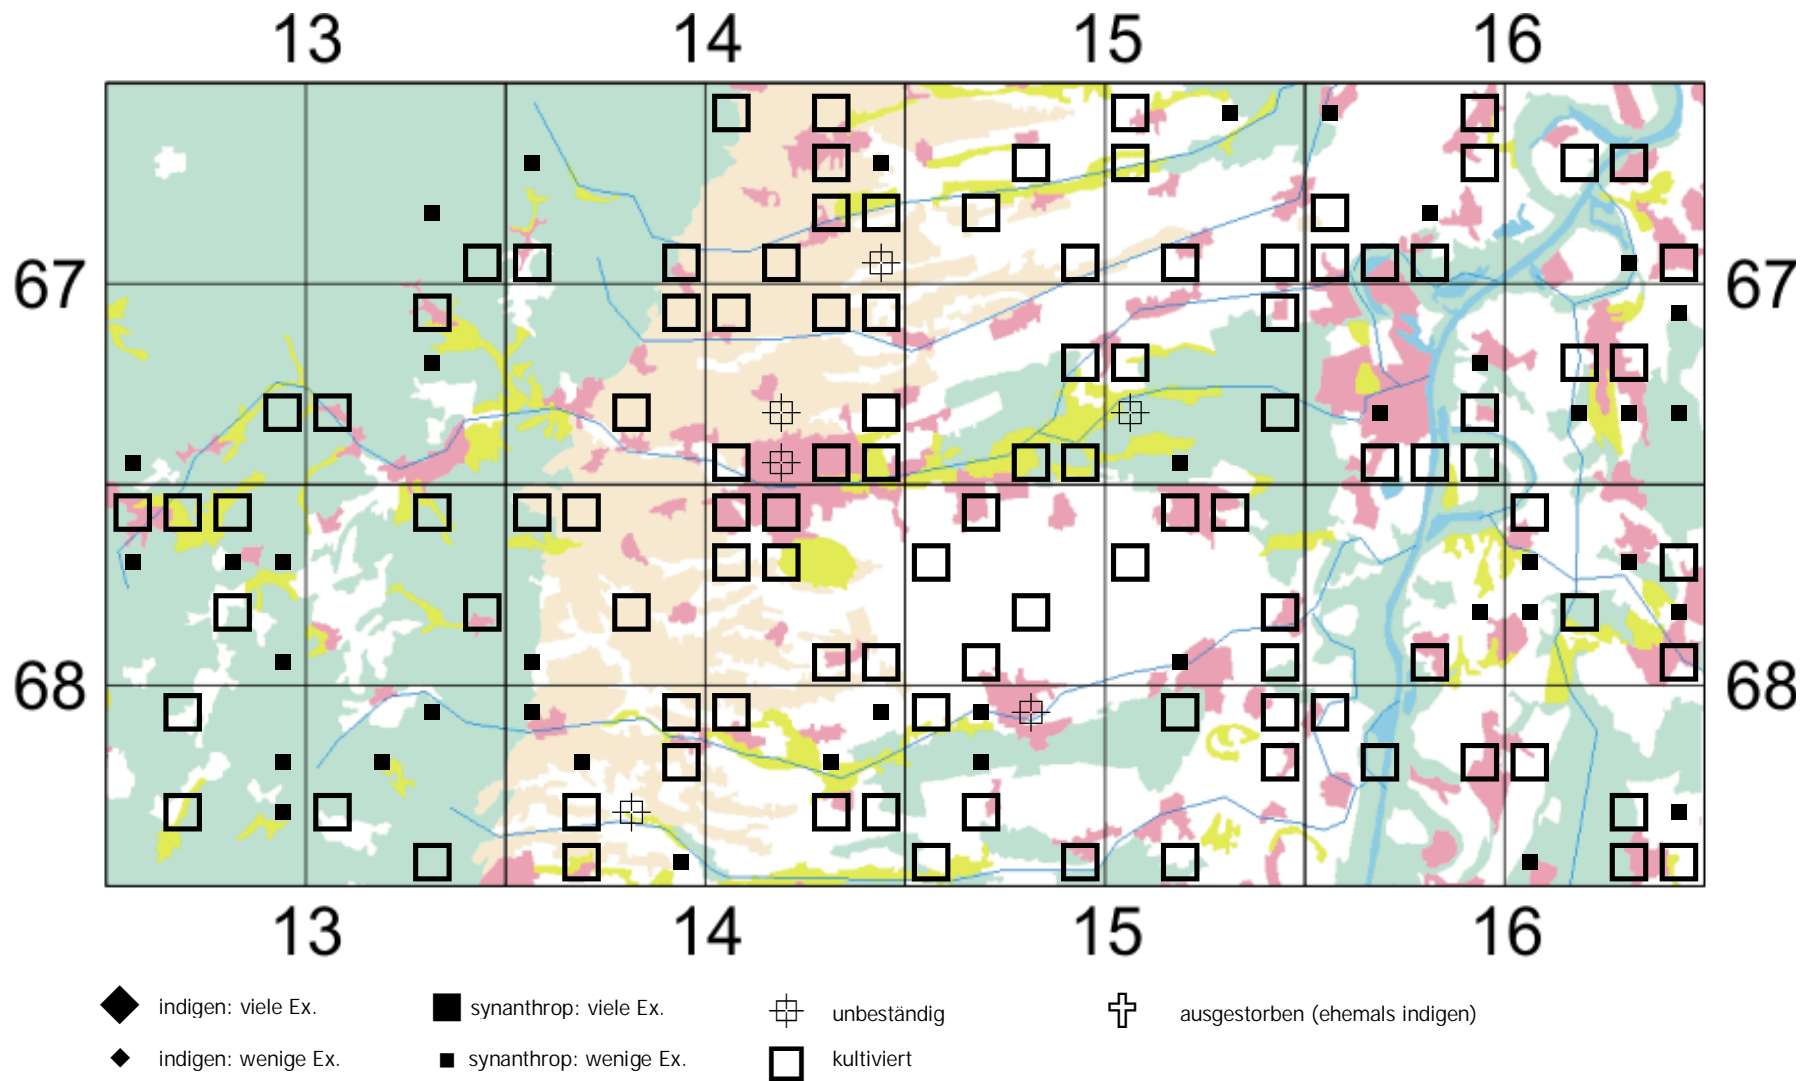 13 14 15 16
67 67
68 68
13 14 15 16
indigen: viele Ex. synanthrop: viele Ex. unbeständig ausgestorben (ehemals indigen)
indigen: wenige Ex. synanthrop: wenige Ex. kultiviert